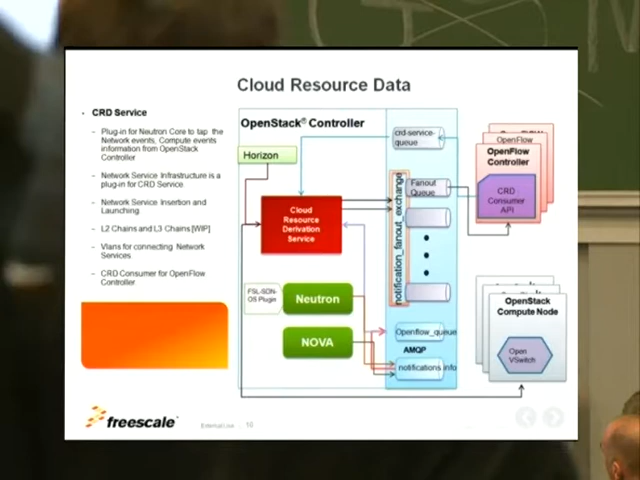 Cloud Resource Data
CRD Service
Plug-in for Neutron Core to tap the
Network events, Compute events
information from OpenStack
Controller
Network Service Infrastructure is a
plug-in for CRD Service
Network Service Insertion and
Launching
L2 Chains and L3 Chains [WIP]
Vlans for connecting Network
Services
CRD Consumer for OpenFlow
Controller
OpenStack® Controller
Horizon
Cloud
Resource
Derivation
Service
FSL-SDN-
OS Plugin
Neutron
NOVA
crd-service-
queue
notification_fanout_exchange
Fanout
Queue
Openflow_queue
AMQP
notifications.info
OpenFlow
OpenFlow
Controller
CRD
Consumer
API
OpenStack
Compute Node
Open
VSwitch
freescale
External Use
16